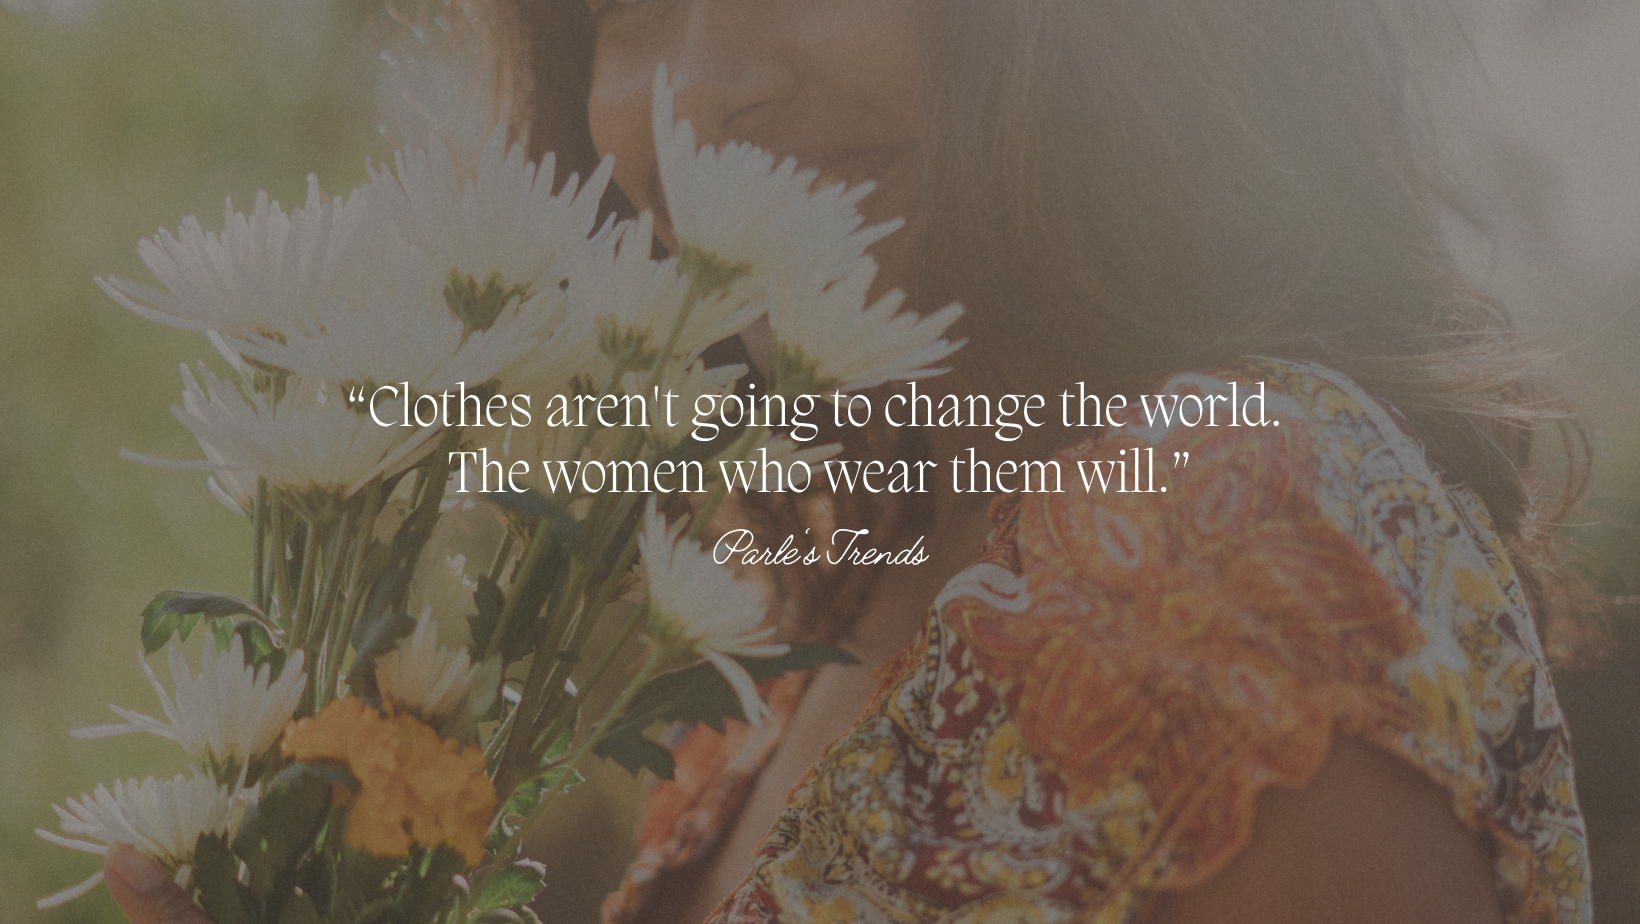 “Clothes aren't going to change the world.
The women who wear them will.”
Parle‘s Trends